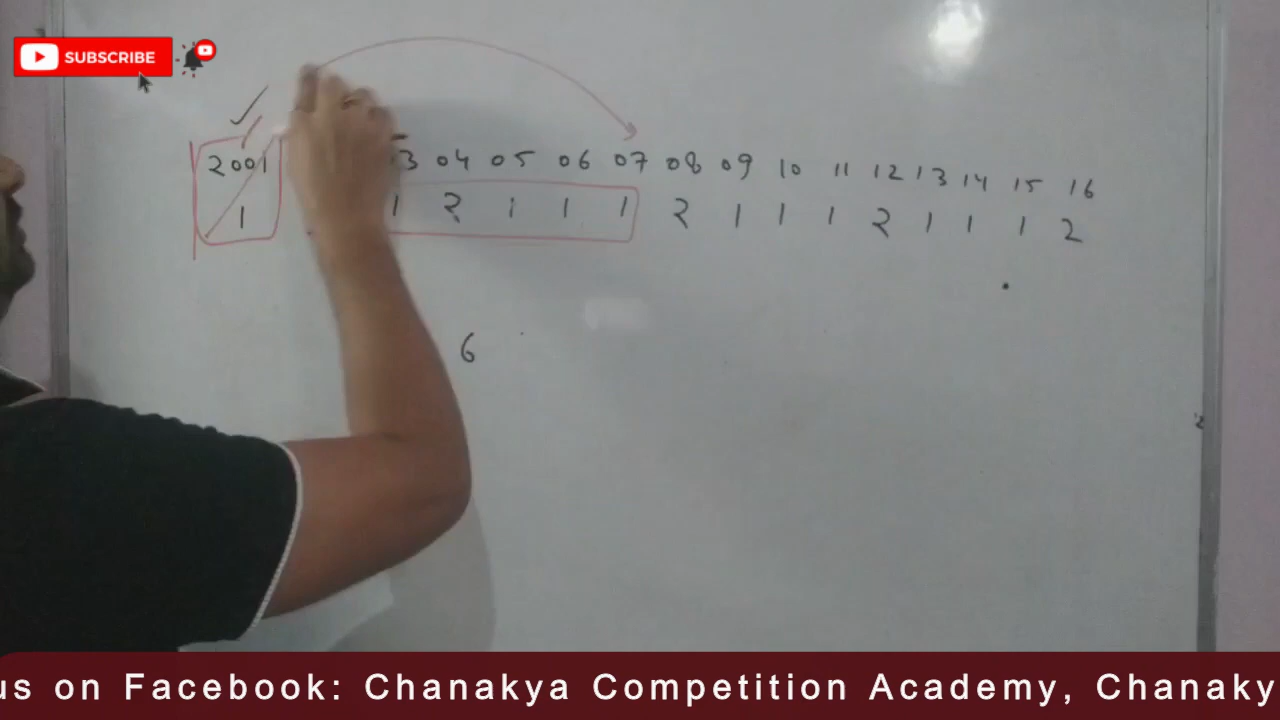 SUBSCRIBE
2001 03 04 05 06 07 08 09 10 11 12 13 14 15 16
1 1 2 1 1 1 2 1 1 1 2 1 1 1 2
6
us on Facebook: Chanakya Competition Academy, Chanaky